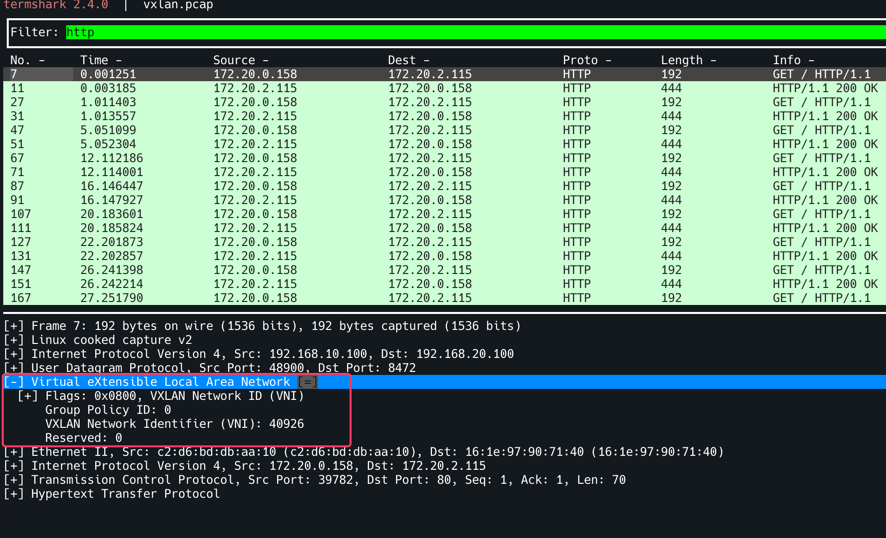 termshark 2.4.0 | vxlan.pcap
Filter: http
No. - Time - Source - Dest - Proto - Length - Info -
7 0.001251 172.20.0.158 172.20.2.115 HTTP 192 GET / HTTP/1.1
11 0.003185 172.20.2.115 172.20.0.158 HTTP 444 HTTP/1.1 200 OK
27 1.011403 172.20.0.158 172.20.2.115 HTTP 192 GET / HTTP/1.1
31 1.013557 172.20.2.115 172.20.0.158 HTTP 444 HTTP/1.1 200 OK
47 5.051099 172.20.0.158 172.20.2.115 HTTP 192 GET / HTTP/1.1
51 5.052304 172.20.2.115 172.20.0.158 HTTP 444 HTTP/1.1 200 OK
67 12.112186 172.20.0.158 172.20.2.115 HTTP 192 GET / HTTP/1.1
71 12.114001 172.20.2.115 172.20.0.158 HTTP 444 HTTP/1.1 200 OK
87 16.146447 172.20.0.158 172.20.2.115 HTTP 192 GET / HTTP/1.1
91 16.147927 172.20.2.115 172.20.0.158 HTTP 444 HTTP/1.1 200 OK
107 20.183601 172.20.0.158 172.20.2.115 HTTP 192 GET / HTTP/1.1
111 20.185824 172.20.2.115 172.20.0.158 HTTP 444 HTTP/1.1 200 OK
127 22.201873 172.20.0.158 172.20.2.115 HTTP 192 GET / HTTP/1.1
131 22.202857 172.20.2.115 172.20.0.158 HTTP 444 HTTP/1.1 200 OK
147 26.241398 172.20.0.158 172.20.2.115 HTTP 192 GET / HTTP/1.1
151 26.242214 172.20.2.115 172.20.0.158 HTTP 444 HTTP/1.1 200 OK
167 27.251790 172.20.0.158 172.20.2.115 HTTP 192 GET / HTTP/1.1
[+] Frame 7: 192 bytes on wire (1536 bits), 192 bytes captured (1536 bits)
[+] Linux cooked capture v2
[+] Internet Protocol Version 4, Src: 192.168.10.100, Dst: 192.168.20.100
[+] User Datagram Protocol, Src Port: 48900, Dst Port: 8472
[-] Virtual eXtensible Local Area Network [=]
[+] Flags: 0x0800, VXLAN Network ID (VNI)
Group Policy ID: 0
VXLAN Network Identifier (VNI): 40926
Reserved: 0
[+] Ethernet II, Src: c2:d6:bd:db:aa:10 (c2:d6:bd:db:aa:10), Dst: 16:1e:97:90:71:40 (16:1e:97:90:71:40)
[+] Internet Protocol Version 4, Src: 172.20.0.158, Dst: 172.20.2.115
[+] Transmission Control Protocol, Src Port: 39782, Dst Port: 80, Seq: 1, Ack: 1, Len: 70
[+] Hypertext Transfer Protocol